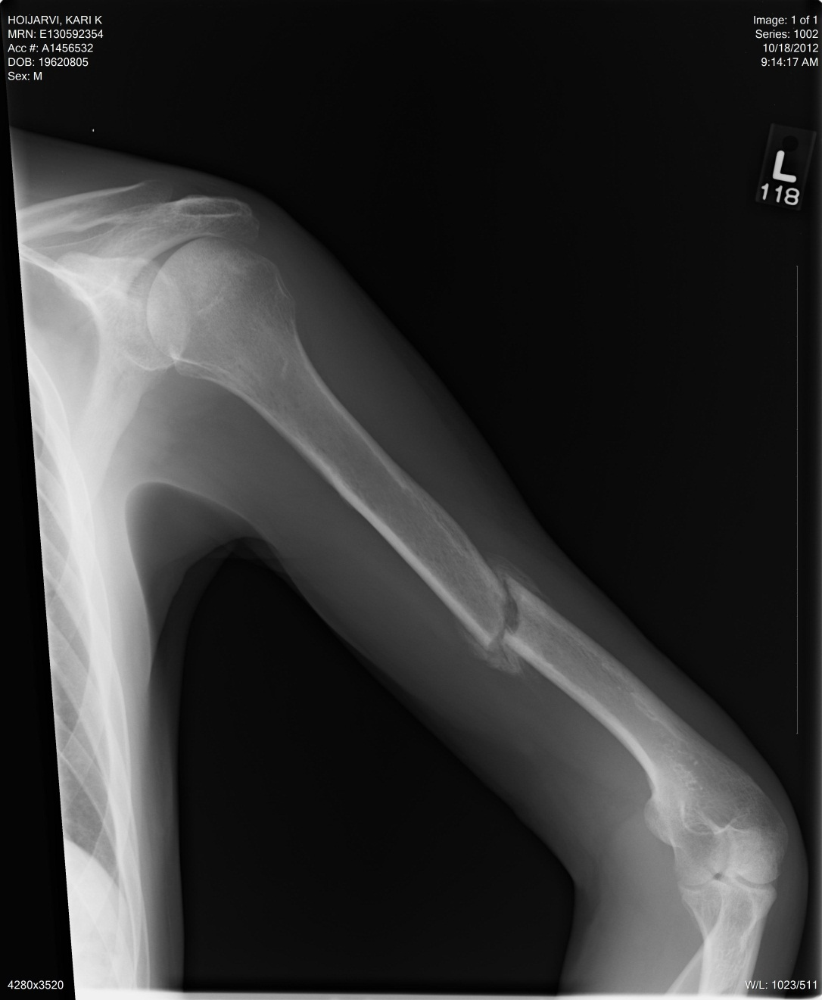 HOIJARVI, KARI K
MRN: E130592354
Acc #: A1456532
DOB: 19620805
Sex: M
Image: 1 of 1
Series: 1002
10/18/2012
9:14:17 AM
L
118
4280x3520
W/L: 1023/511